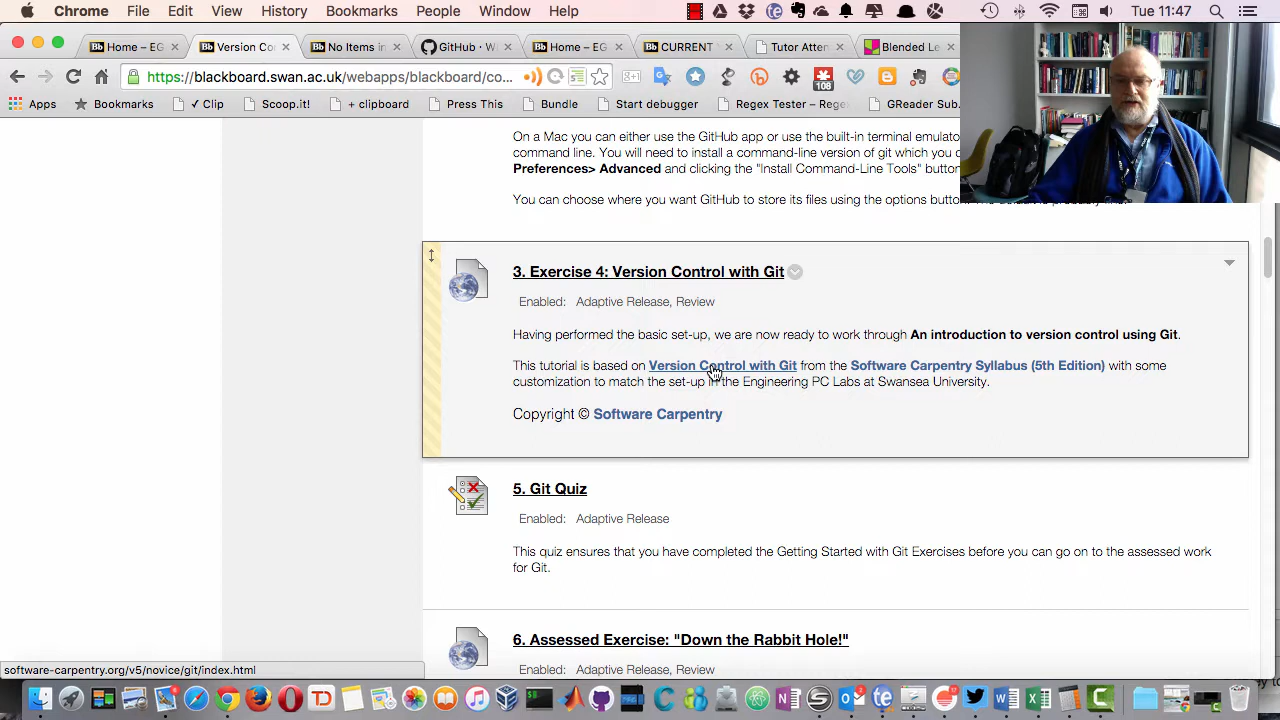 Chrome File Edit View History Bookmarks People Window Help Tue 11:47
Home – EG Version Co No Items in GitHub · W Home – EG CURRENT Tutor Atten Blended Le
https://blackboard.swan.ac.uk/webapps/blackboard/co...
108
Apps Bookmarks ✓ Clip Scoop.it! + clipboard Press This Bundle Start debugger Regex Tester – Rege GReader Sub
On a Mac you can either use the GitHub app or use the built-in terminal emulato
command line. You will need to install a command-line version of git which you c
Preferences> Advanced and clicking the "Install Command-Line Tools" button
You can choose where you want GitHub to store its files using the options button.
3. Exercise 4: Version Control with Git
Enabled: Adaptive Release, Review
Having performed the basic set-up, we are now ready to work through An introduction to version control using Git.
This tutorial is based on Version Control with Git from the Software Carpentry Syllabus (5th Edition) with some
customization to match the set-up in the Engineering PC Labs at Swansea University.
Copyright © Software Carpentry
5. Git Quiz
Enabled: Adaptive Release
This quiz ensures that you have completed the Getting Started with Git Exercises before you can go on to the assessed work
for Git.
6. Assessed Exercise: "Down the Rabbit Hole!"
Enabled: Adaptive Release, Review
software-carpentry.org/v5/novice/git/index.html